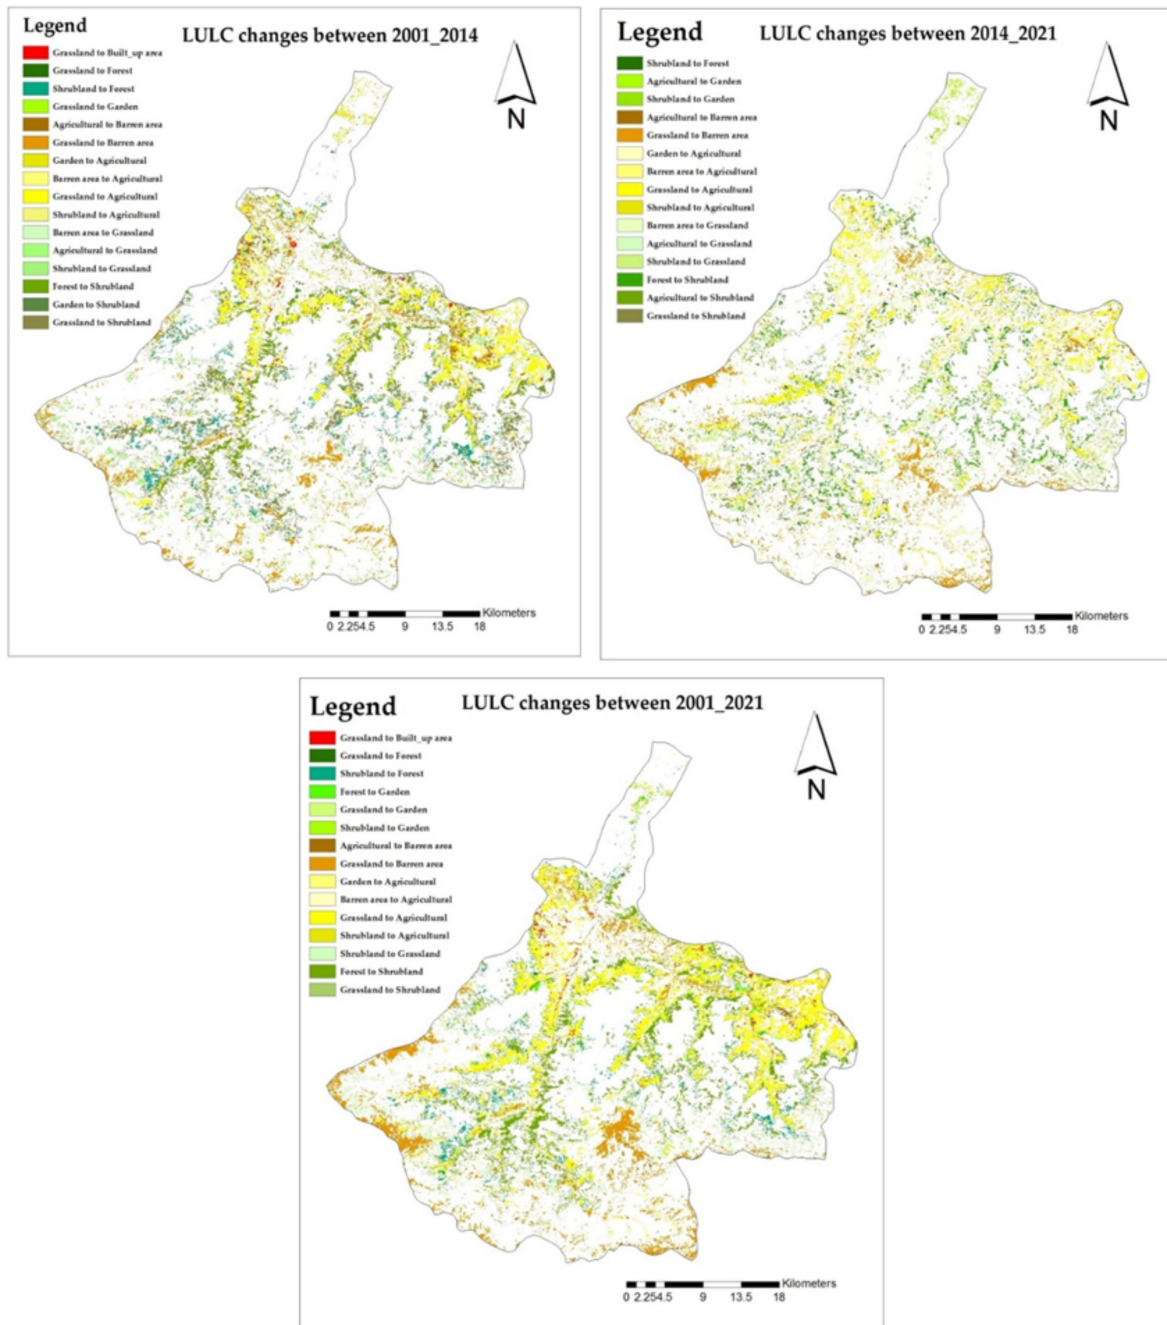 Legend
LULC changes between 2001_2014
Grassland to Built_up area
Grassland to Forest
Shrubland to Forest
Grassland to Garden
Agricultural to Barren area
Grassland to Barren area
Garden to Agricultural
Barren area to Agricultural
Grassland to Agricultural
Shrubland to Agricultural
Barren area to Grassland
Agricultural to Grassland
Shrubland to Grassland
Forest to Shrubland
Garden to Shrubland
Grassland to Shrubland
N
Kilometers
0 2.254.5 9 13.5 18
Legend
LULC changes between 2014_2021
Shrubland to Forest
Agricultural to Garden
Shrubland to Garden
Agricultural to Barren area
Grassland to Barren area
Garden to Agricultural
Barren area to Agricultural
Grassland to Agricultural
Shrubland to Agricultural
Barren area to Grassland
Agricultural to Grassland
Shrubland to Grassland
Forest to Shrubland
Agricultural to Shrubland
Grassland to Shrubland
N
Kilometers
0 2.254.5 9 13.5 18
Legend
LULC changes between 2001_2021
Grassland to Built_up area
Grassland to Forest
Shrubland to Forest
Forest to Garden
Grassland to Garden
Shrubland to Garden
Agricultural to Barren area
Grassland to Barren area
Garden to Agricultural
Barren area to Agricultural
Grassland to Agricultural
Shrubland to Agricultural
Shrubland to Grassland
Forest to Shrubland
Grassland to Shrubland
N
Kilometers
0 2.254.5 9 13.5 18